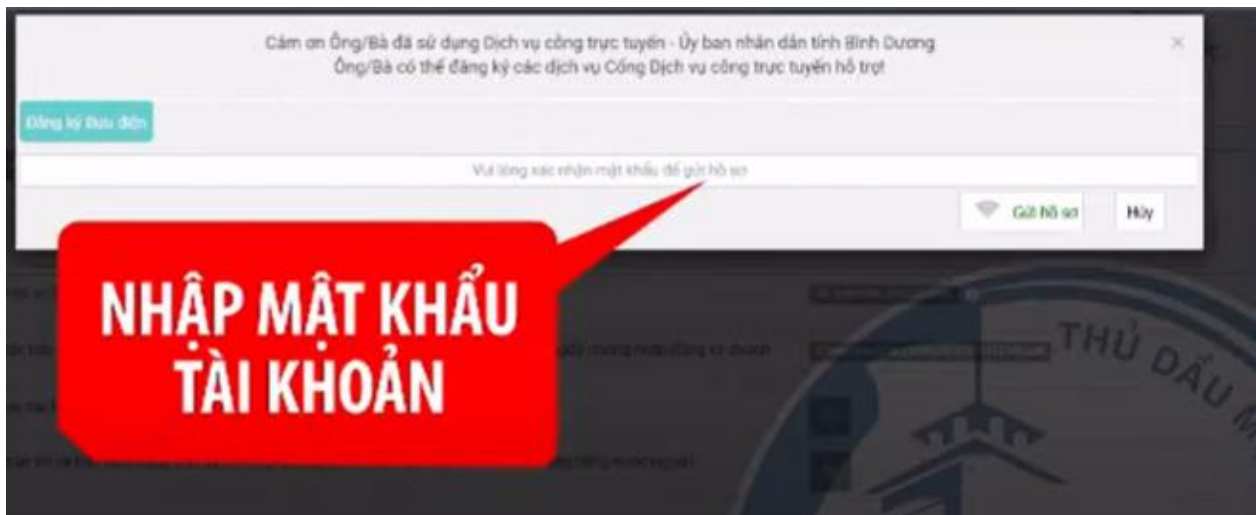 Cảm ơn Ông/Bà đã sử dụng Dịch vụ công trực tuyến - Ủy ban nhân dân tỉnh Bình Dương
Ông/Bà có thể đăng ký các dịch vụ Cổng Dịch vụ công trực tuyến hỗ trợ!
×
Đăng ký Bưu điện
Vui lòng xác nhận mật khẩu để gửi hồ sơ
Gửi hồ sơ
Hủy
NHẬP MẬT KHẨU
TÀI KHOẢN
THỦ DẦU M